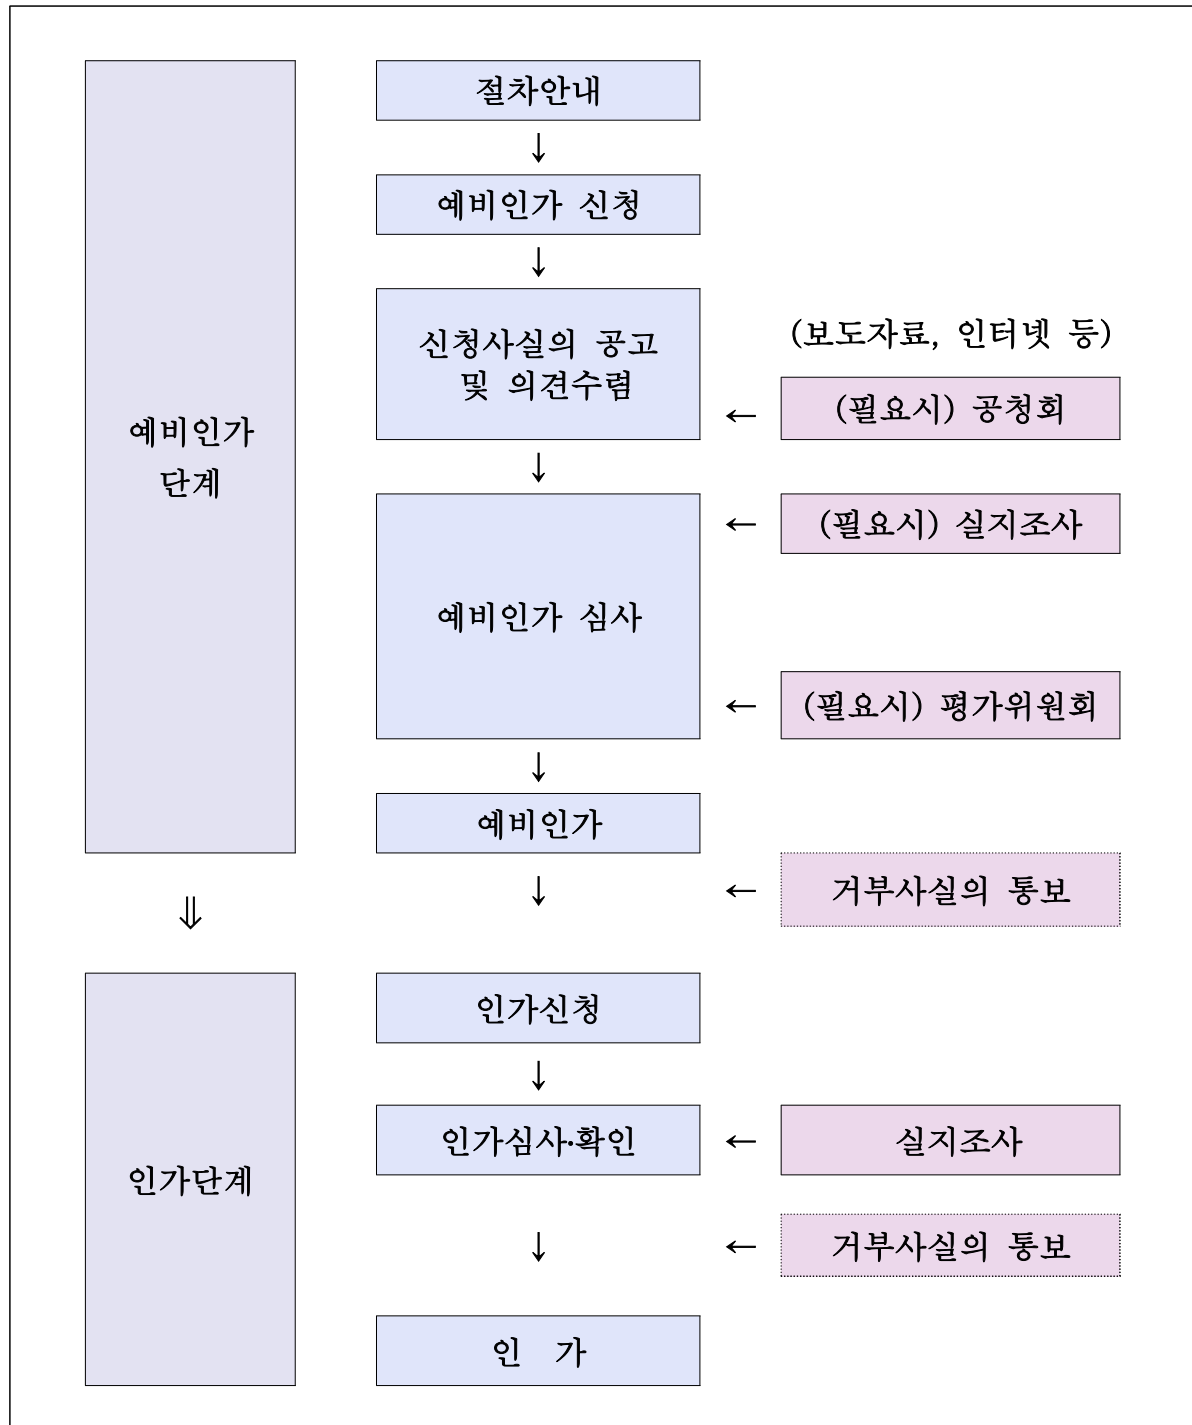 절차안내
↓
예비인가 신청
↓
신청사실의 공고
및 의견수렴
(보도자료, 인터넷 등)
← (필요시) 공청회
예비인가
단계
↓
← (필요시) 실지조사
예비인가 심사
← (필요시) 평가위원회
↓
예비인가
↓ ← 거부사실의 통보
⇓
인가신청
↓
인가심사·확인 ← 실지조사
인가단계
↓ ← 거부사실의 통보
인 가